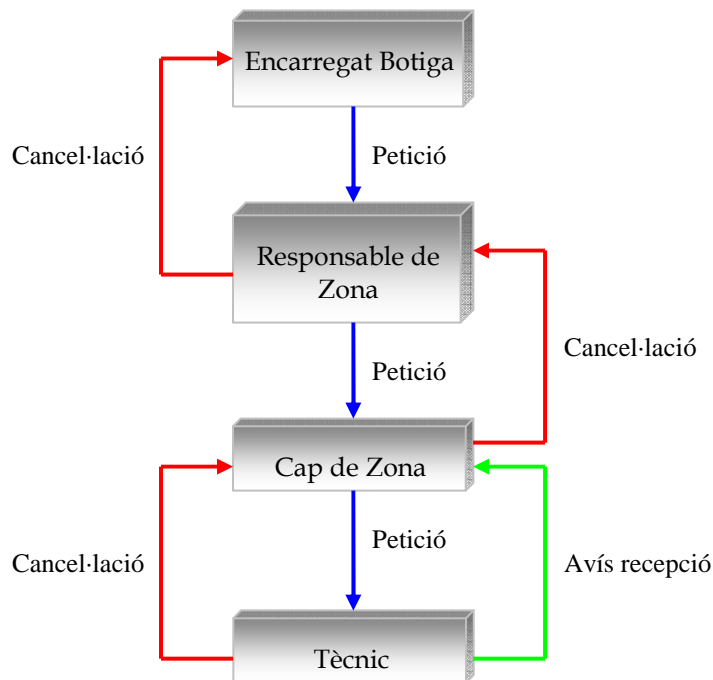 Encarregat Botiga
Cancel·lació
Petició
Responsable de
Zona
Cancel·lació
Petició
Cap de Zona
Petició
Cancel·lació
Avís recepció
Tècnic